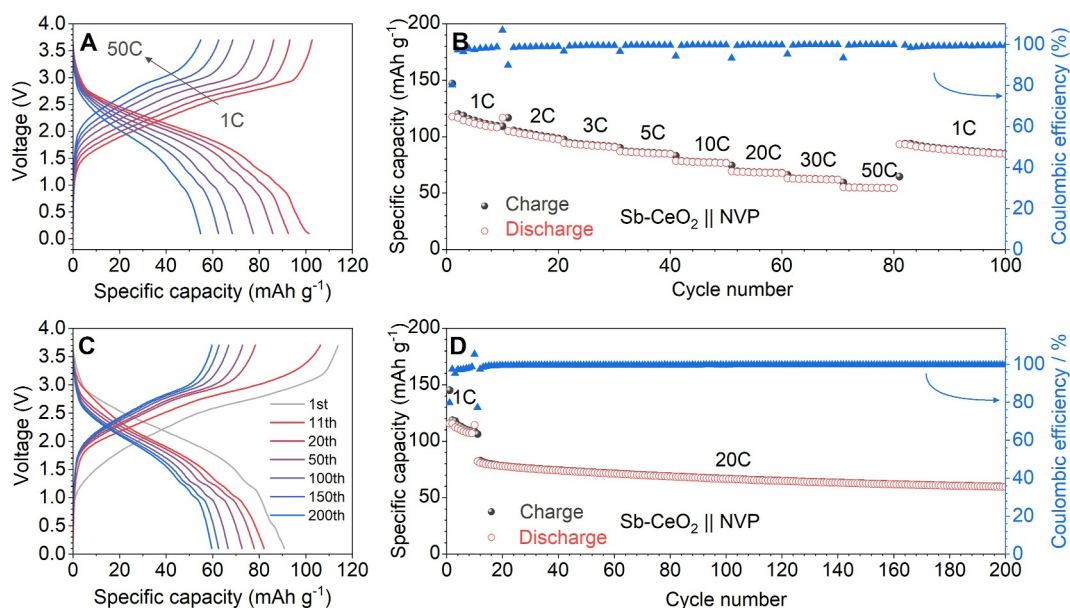 A
4.0
3.5
3.0
2.5
2.0
1.5
1.0
0.5
0.0
Voltage (V)
50C
1C
0 20 40 60 80 100 120
Specific capacity (mAh g⁻¹)
B
200
150
100
50
0
Specific capacity (mAh g⁻¹)
1C 2C 3C 5C 10C 20C 30C 50C 1C
Charge
Discharge
Sb-CeO₂ || NVP
100
80
60
40
20
0
Coulombic efficiency (%)
0 20 40 60 80 100
Cycle number
C
4.0
3.5
3.0
2.5
2.0
1.5
1.0
0.5
0.0
Voltage (V)
1st
11th
20th
50th
100th
150th
200th
0 20 40 60 80 100 120
Specific capacity (mAh g⁻¹)
D
200
150
100
50
0
Specific capacity (mAh g⁻¹)
1C
20C
Charge
Discharge
Sb-CeO₂ || NVP
100
80
60
40
20
0
Coulombic efficiency / %
0 20 40 60 80 100 120 140 160 180 200
Cycle number